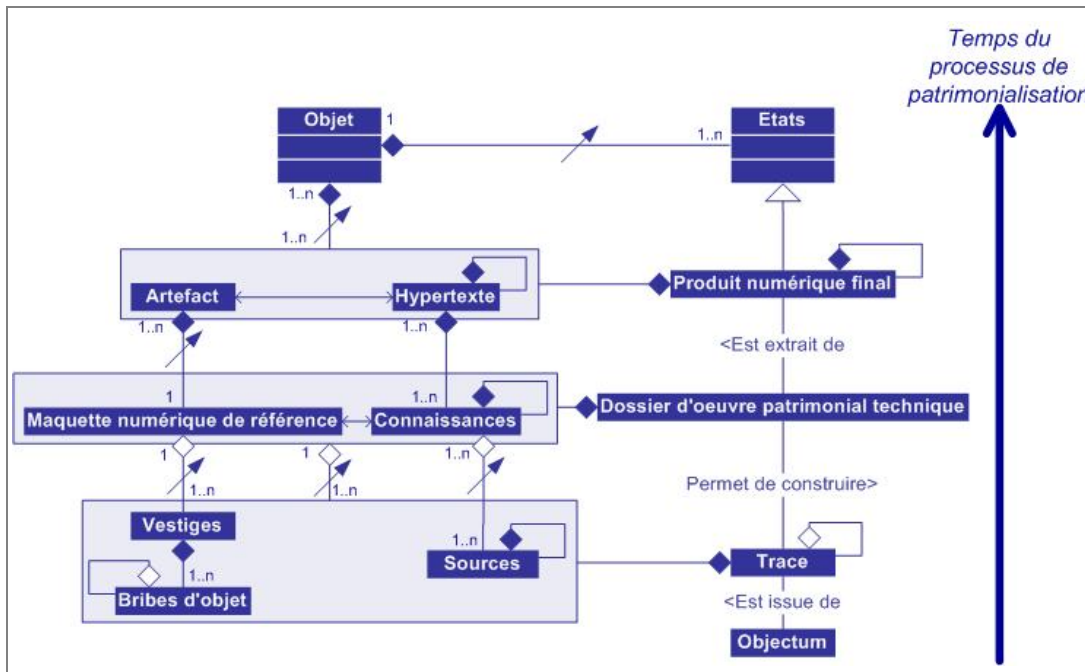 Temps du
processus de
patrimonialisation
Objet
1
1..n
Etats
1..n
1..n
Artefact
Hypertexte
Produit numérique final
1..n
1..n
<Est extrait de
1
1..n
Maquette numérique de référence
Connaissances
Dossier d'oeuvre patrimonial technique
1
1
1..n
1..n
1..n
Permet de construire>
Vestiges
1..n
1..n
Sources
Trace
Bribes d'objet
<Est issue de
Objectum